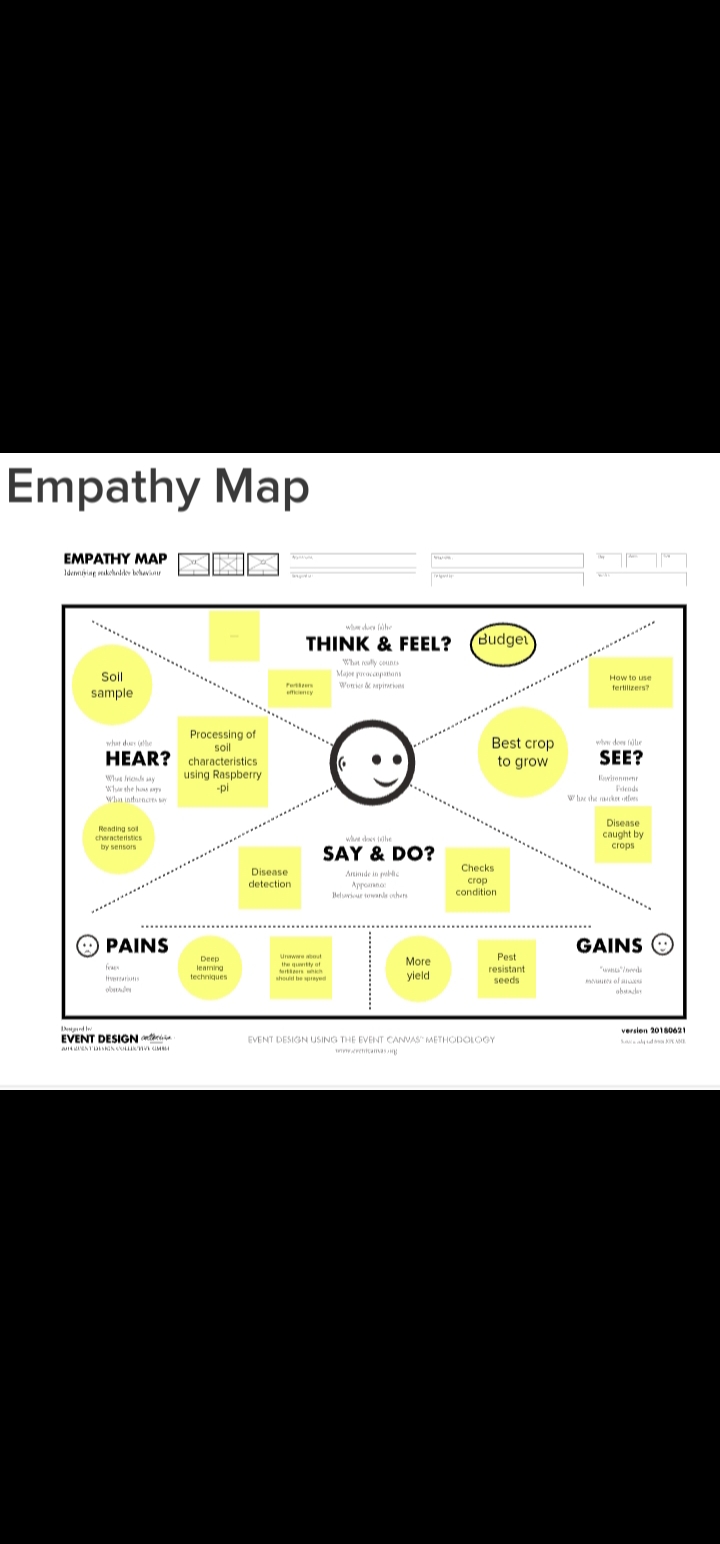 Empathy Map
EMPATHY MAP
Identifying stakeholder behaviour
what does (s)he
THINK & FEEL?
What really counts
Major preoccupations
Worries & aspirations
Budget
Fertilizers
efficiency
Soil
sample
what does (s)he
HEAR?
What friends say
What the boss says
What influencers say
Processing of
soil
characteristics
using Raspberry
-pi
Reading soil
characteristics
by sensors
How to use
fertilizers?
Best crop
to grow
what does (s)he
SEE?
Environment
Friends
What the market offers
Disease
caught by
crops
what does (s)he
SAY & DO?
Attitude in public
Appearance
Behaviour towards others
Disease
detection
Checks
crop
condition
PAINS
fears
frustrations
obstacles
Deep
learning
techniques
Unaware about
the quantity of
fertilizers which
should be sprayed
More
yield
Pest
resistant
seeds
GAINS
"wants"/needs
measures of success
obstacles
Designed by
EVENT DESIGN collective
EVENT DESIGN USING THE EVENT CANVAS™ METHODOLOGY
www.eventcanvas.org
version 20180621